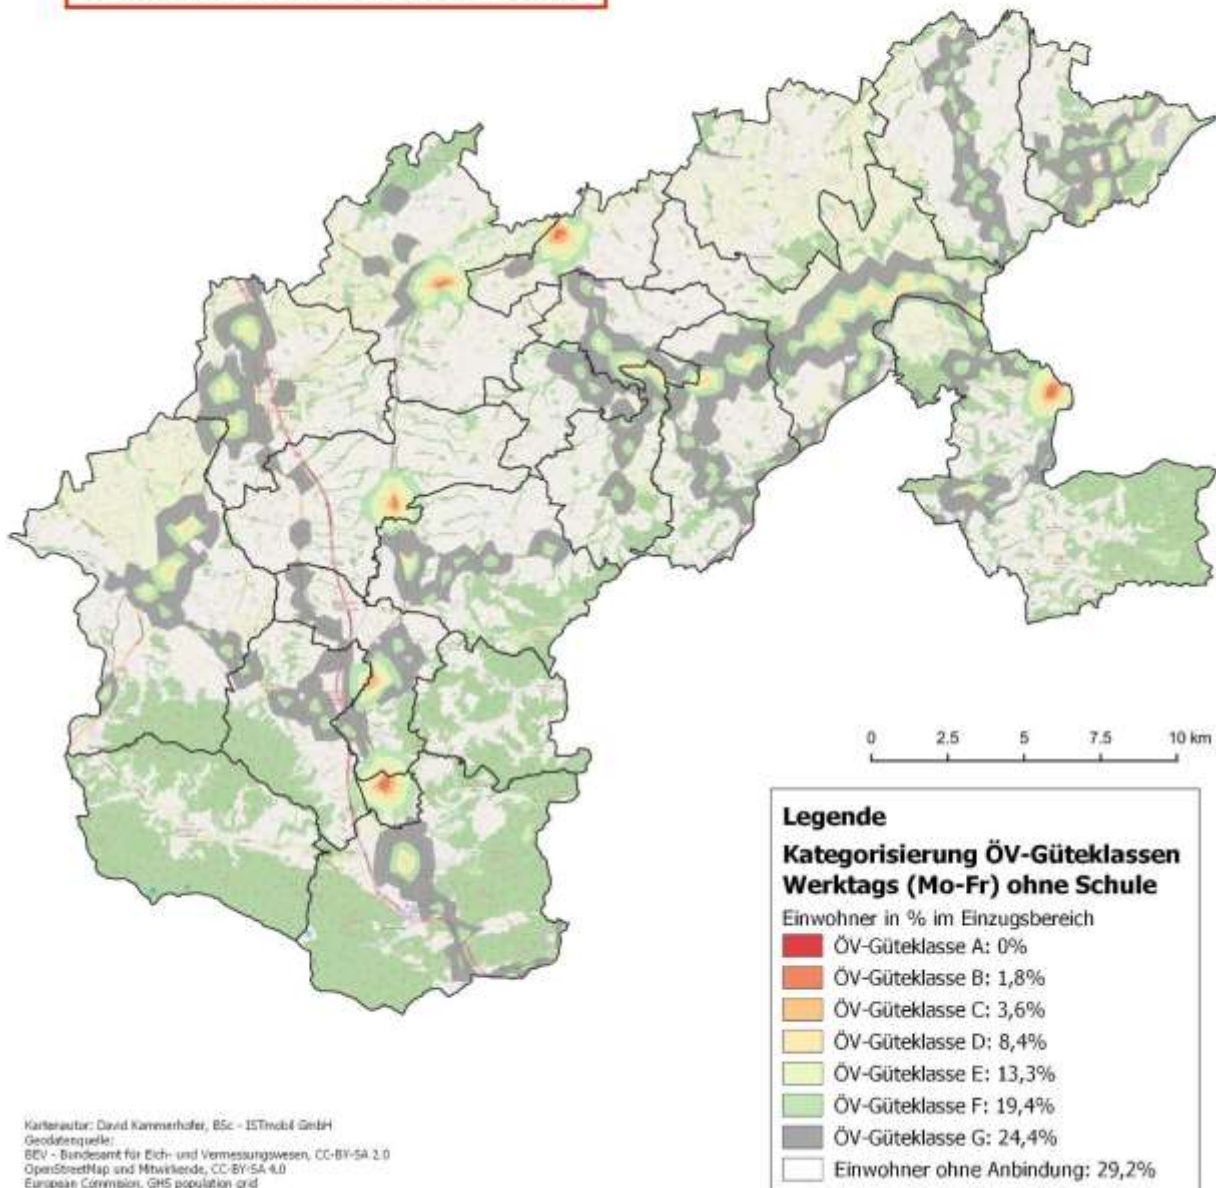 0 2.5 5 7.5 10 km
Legende
Kategorisierung ÖV-Güteklassen
Werktags (Mo-Fr) ohne Schule
Einwohner in % im Einzugsbereich
ÖV-Güteklasse A: 0%
ÖV-Güteklasse B: 1,8%
ÖV-Güteklasse C: 3,6%
ÖV-Güteklasse D: 8,4%
ÖV-Güteklasse E: 13,3%
ÖV-Güteklasse F: 19,4%
ÖV-Güteklasse G: 24,4%
Einwohner ohne Anbindung: 29,2%
Kartenautor: David Kammerhofer, BSc - ISTmobil GmbH
Geodatenquelle:
BEV - Bundesamt für Eich- und Vermessungswesen, CC-BY-SA 2.0
OpenStreetMap und Mitwirkende, CC-BY-SA 4.0
European Commision, GHS population grid